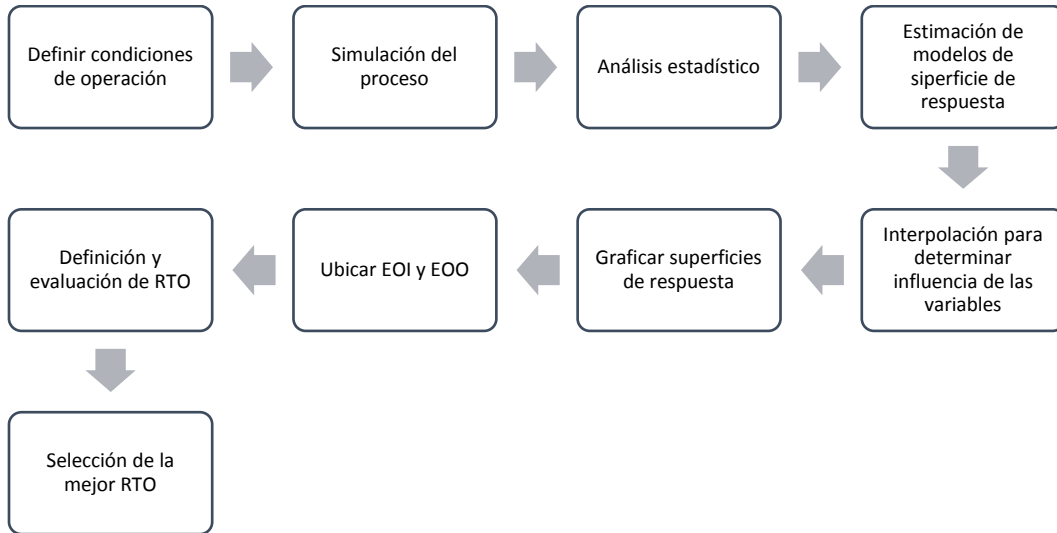 Definir condiciones
de operación
Simulación del
proceso
Análisis estadístico
Estimación de
modelos de
siperficie de
respuesta
Interpolación para
determinar
influencia de las
variables
Graficar superficies
de respuesta
Ubicar EOI y EOO
Definición y
evaluación de RTO
Selección de la
mejor RTO